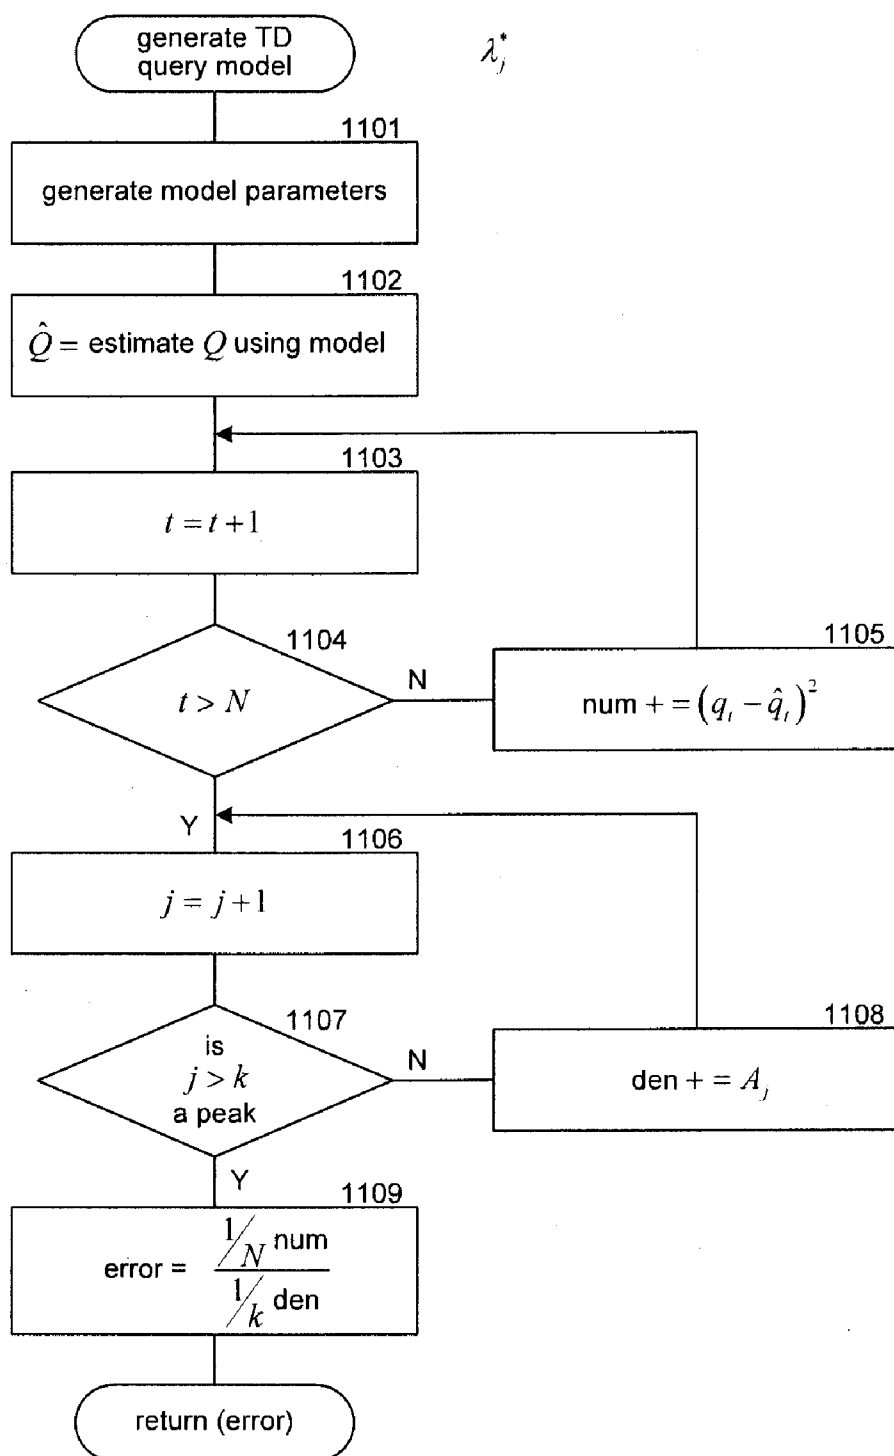 generate TD
query model
λ*j
1101
generate model parameters
1102
Q̂ = estimate Q using model
1103
t = t+1
1104
t > N
N
1105
num + = (qt − q̂t)²
Y
1106
j = j+1
1107
is
j > k
a peak
N
1108
den + = Aj
Y
1109
error = 1/N num
1/k den
return (error)